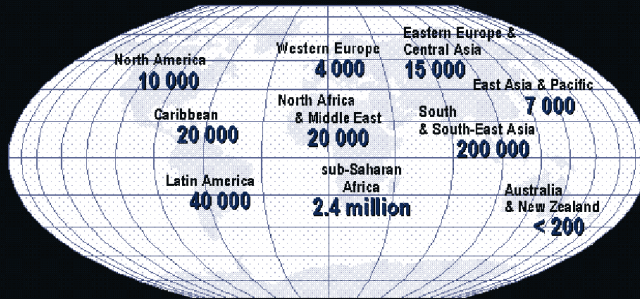 North America
10 000
Western Europe
4 000
Eastern Europe &
Central Asia
15 000
East Asia & Pacific
7 000
Caribbean
20 000
North Africa
& Middle East
20 000
South
& South-East Asia
200 000
Latin America
40 000
sub-Saharan
Africa
2.4 million
Australia
& New Zealand
< 200